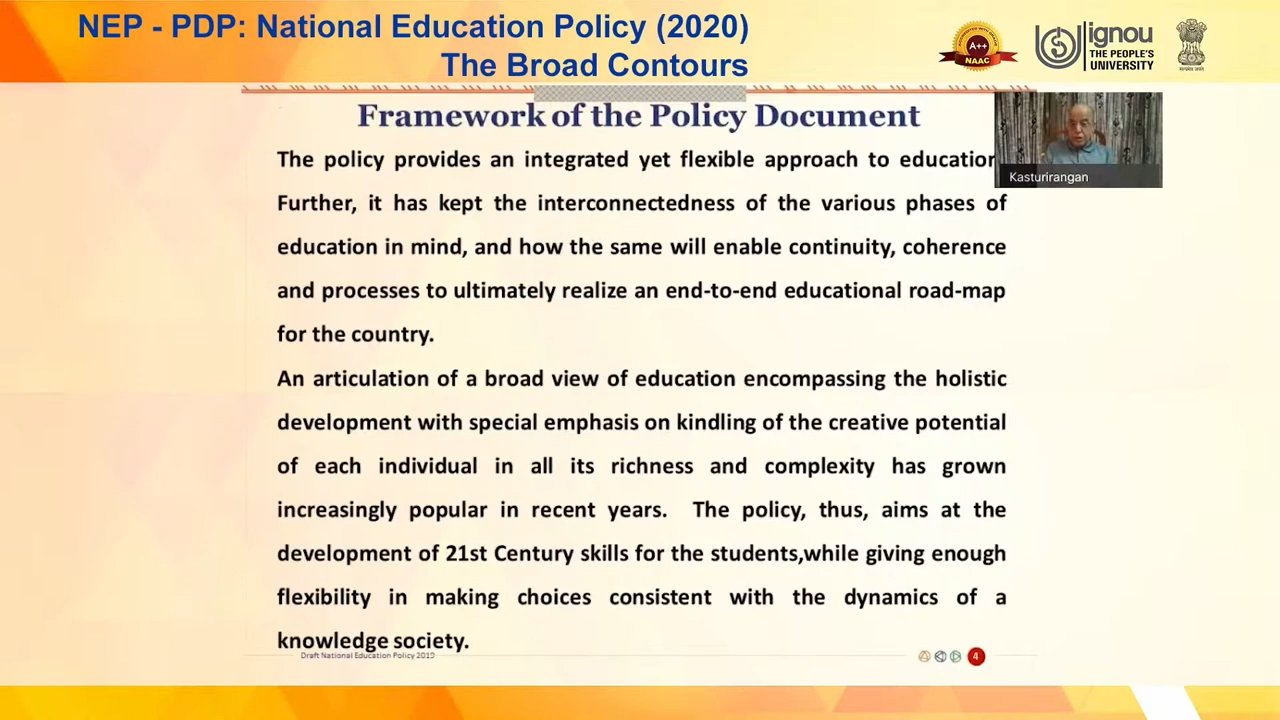 NEP - PDP: National Education Policy (2020)
The Broad Contours
A++
NAAC
ignou
THE PEOPLE'S
UNIVERSITY
Framework of the Policy Document
Kasturirangan
The policy provides an integrated yet flexible approach to education
Further, it has kept the interconnectedness of the various phases of
education in mind, and how the same will enable continuity, coherence
and processes to ultimately realize an end-to-end educational road-map
for the country.
An articulation of a broad view of education encompassing the holistic
development with special emphasis on kindling of the creative potential
of each individual in all its richness and complexity has grown
increasingly popular in recent years. The policy, thus, aims at the
development of 21st Century skills for the students,while giving enough
flexibility in making choices consistent with the dynamics of a
knowledge society.
Draft National Education Policy 2019
4